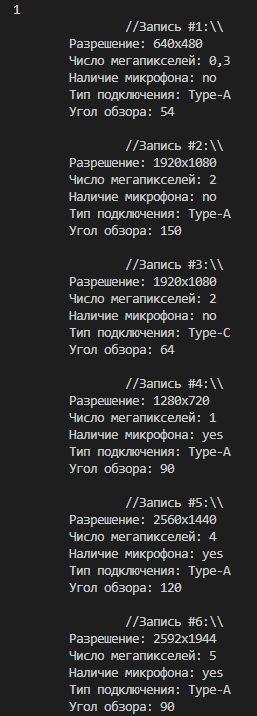 1
//Запись #1:\\
Разрешение: 640x480
Число мегапикселей: 0,3
Наличие микрофона: no
Тип подключения: Type-A
Угол обзора: 54
//Запись #2:\\
Разрешение: 1920x1080
Число мегапикселей: 2
Наличие микрофона: no
Тип подключения: Type-A
Угол обзора: 150
//Запись #3:\\
Разрешение: 1920x1080
Число мегапикселей: 2
Наличие микрофона: no
Тип подключения: Type-C
Угол обзора: 64
//Запись #4:\\
Разрешение: 1280x720
Число мегапикселей: 1
Наличие микрофона: yes
Тип подключения: Type-A
Угол обзора: 90
//Запись #5:\\
Разрешение: 2560x1440
Число мегапикселей: 4
Наличие микрофона: yes
Тип подключения: Type-A
Угол обзора: 120
//Запись #6:\\
Разрешение: 2592x1944
Число мегапикселей: 5
Наличие микрофона: yes
Тип подключения: Type-A
Угол обзора: 90